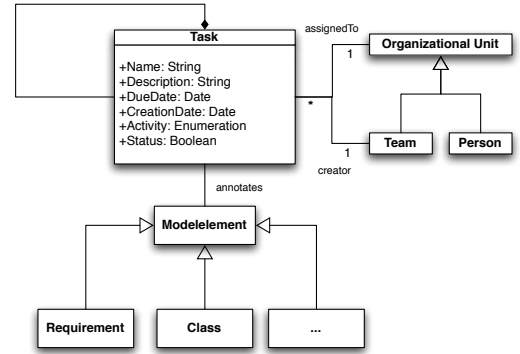 Task
+Name: String
+Description: String
+DueDate: Date
+CreationDate: Date
+Activity: Enumeration
+Status: Boolean
assignedTo
1
*
1
creator
Organizational Unit
Team
Person
annotates
Modelelement
Requirement
Class
...